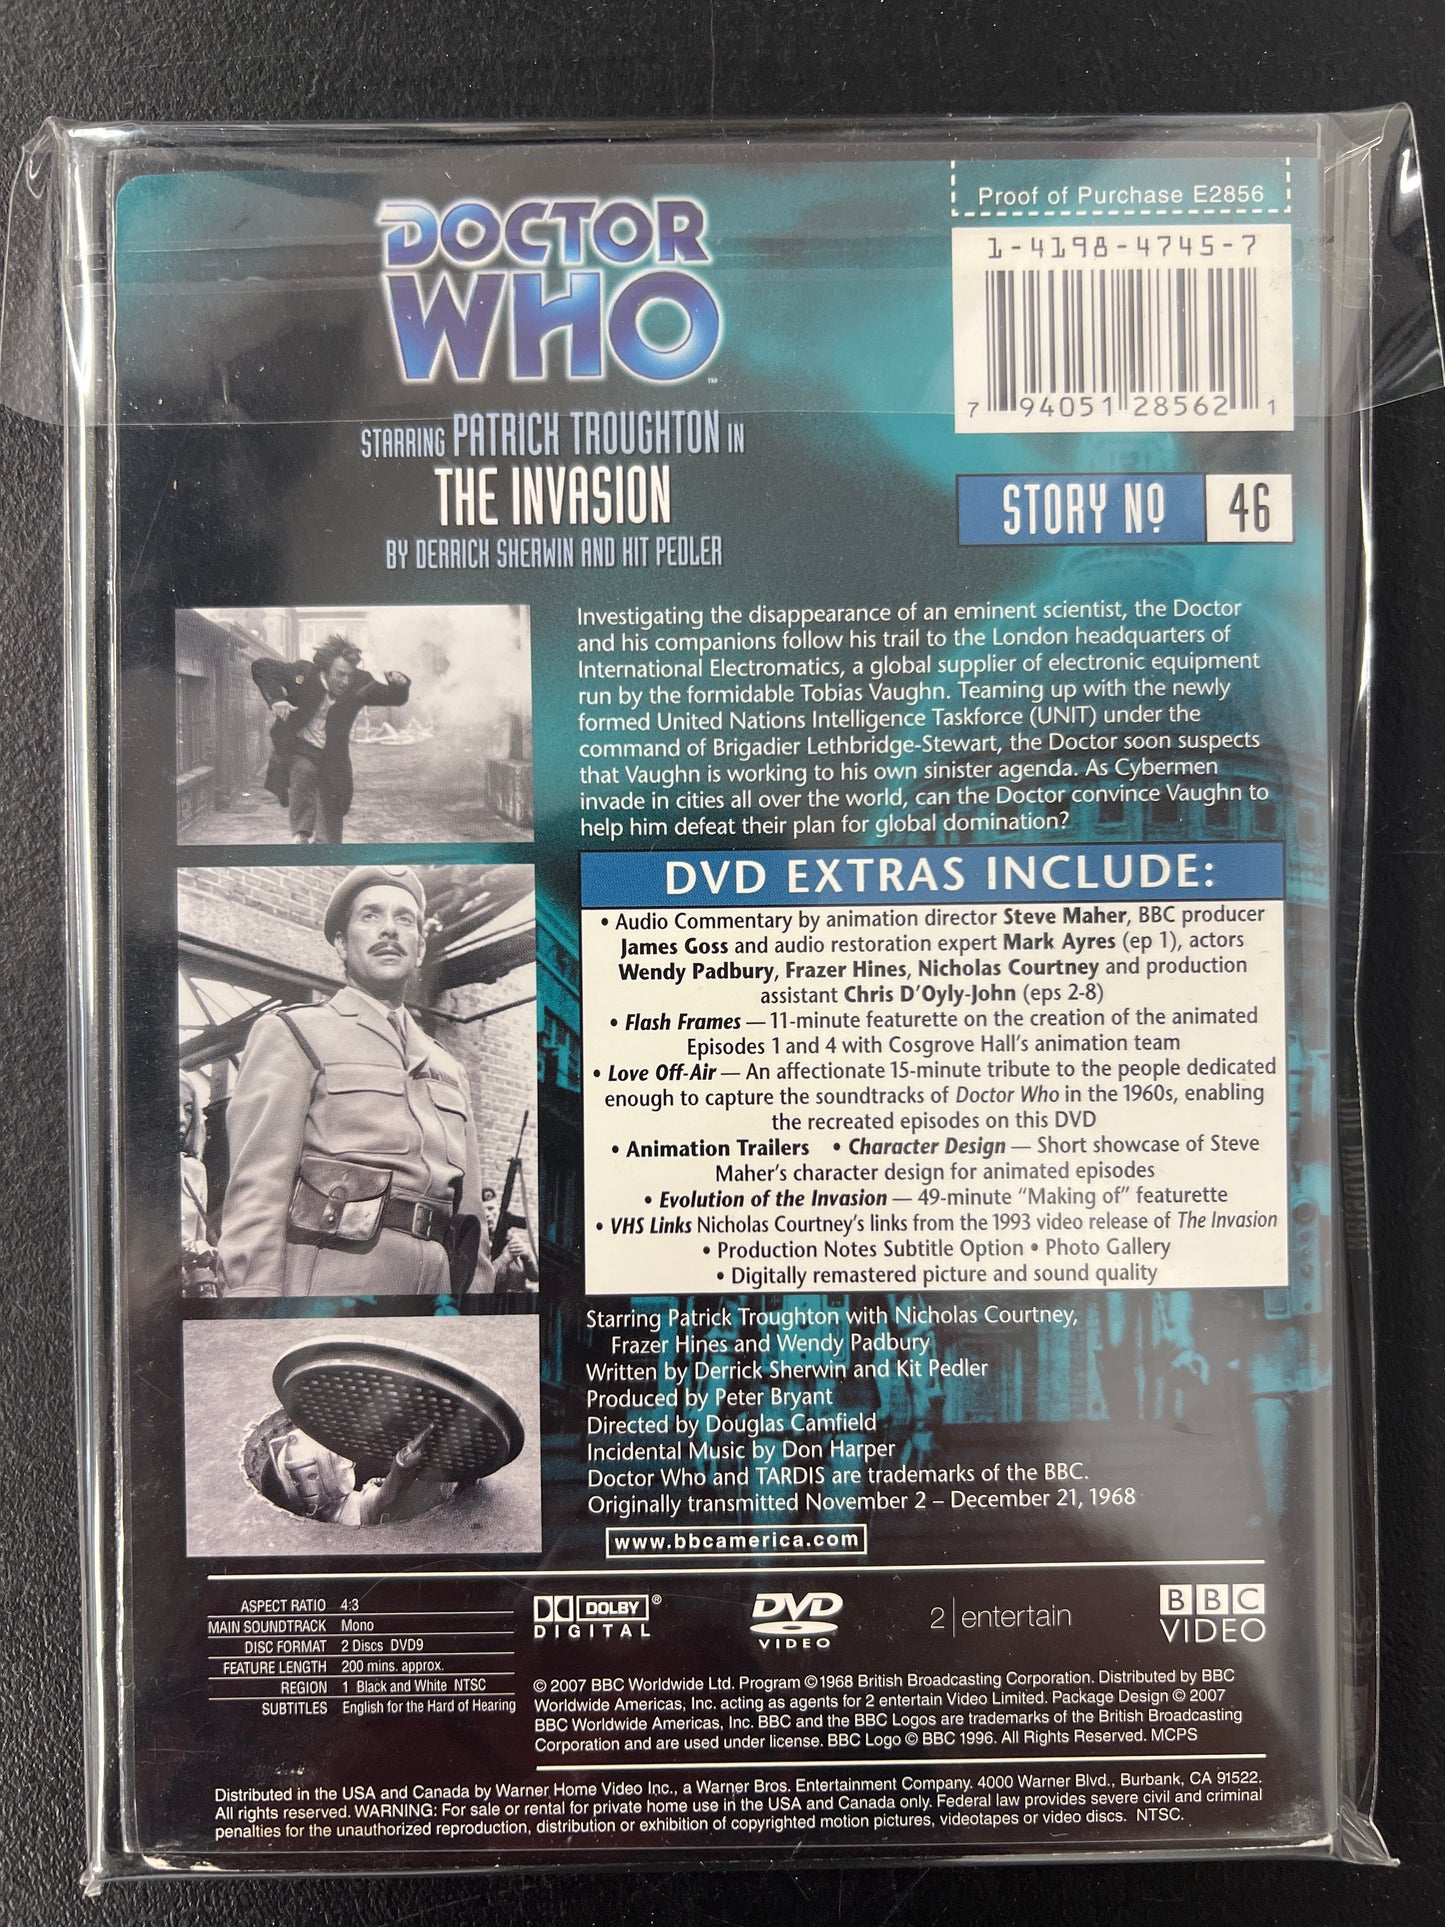 Proof of Purchase E2856
1-4198-4745-7
7 94051 28562 1
DOCTOR
WHO
™
STARRING PATRICK TROUGHTON IN
THE INVASION
BY DERRICK SHERWIN AND KIT PEDLER
STORY Nº 46
Investigating the disappearance of an eminent scientist, the Doctor
and his companions follow his trail to the London headquarters of
International Electromatics, a global supplier of electronic equipment
run by the formidable Tobias Vaughn. Teaming up with the newly
formed United Nations Intelligence Taskforce (UNIT) under the
command of Brigadier Lethbridge-Stewart, the Doctor soon suspects
that Vaughn is working to his own sinister agenda. As Cybermen
invade in cities all over the world, can the Doctor convince Vaughn to
help him defeat their plan for global domination?
DVD EXTRAS INCLUDE:
• Audio Commentary by animation director Steve Maher, BBC producer
James Goss and audio restoration expert Mark Ayres (ep 1), actors
Wendy Padbury, Frazer Hines, Nicholas Courtney and production
assistant Chris D'Oyly-John (eps 2-8)
• Flash Frames — 11-minute featurette on the creation of the animated
Episodes 1 and 4 with Cosgrove Hall's animation team
• Love Off-Air — An affectionate 15-minute tribute to the people dedicated
enough to capture the soundtracks of Doctor Who in the 1960s, enabling
the recreated episodes on this DVD
• Animation Trailers • Character Design — Short showcase of Steve
Maher's character design for animated episodes
• Evolution of the Invasion — 49-minute "Making of" featurette
• VHS Links Nicholas Courtney's links from the 1993 video release of The Invasion
• Production Notes Subtitle Option • Photo Gallery
• Digitally remastered picture and sound quality
Starring Patrick Troughton with Nicholas Courtney,
Frazer Hines and Wendy Padbury
Written by Derrick Sherwin and Kit Pedler
Produced by Peter Bryant
Directed by Douglas Camfield
Incidental Music by Don Harper
Doctor Who and TARDIS are trademarks of the BBC.
Originally transmitted November 2 – December 21, 1968
www.bbcamerica.com
ASPECT RATIO 4:3
MAIN SOUNDTRACK Mono
DISC FORMAT 2 Discs DVD9
FEATURE LENGTH 200 mins. approx.
REGION 1 Black and White NTSC
SUBTITLES English for the Hard of Hearing
DOLBY ®
DIGITAL
DVD
VIDEO
2 | entertain
BBC
VIDEO
© 2007 BBC Worldwide Ltd. Program ©1968 British Broadcasting Corporation. Distributed by BBC
Worldwide Americas, Inc. acting as agents for 2 entertain Video Limited. Package Design © 2007
BBC Worldwide Americas, Inc. BBC and the BBC Logos are trademarks of the British Broadcasting
Corporation and are used under license. BBC Logo © BBC 1996. All Rights Reserved. MCPS
Distributed in the USA and Canada by Warner Home Video Inc., a Warner Bros. Entertainment Company. 4000 Warner Blvd., Burbank, CA 91522.
All rights reserved. WARNING: For sale or rental for private home use in the USA and Canada only. Federal law provides severe civil and criminal
penalties for the unauthorized reproduction, distribution or exhibition of copyrighted motion pictures, videotapes or video discs. NTSC.